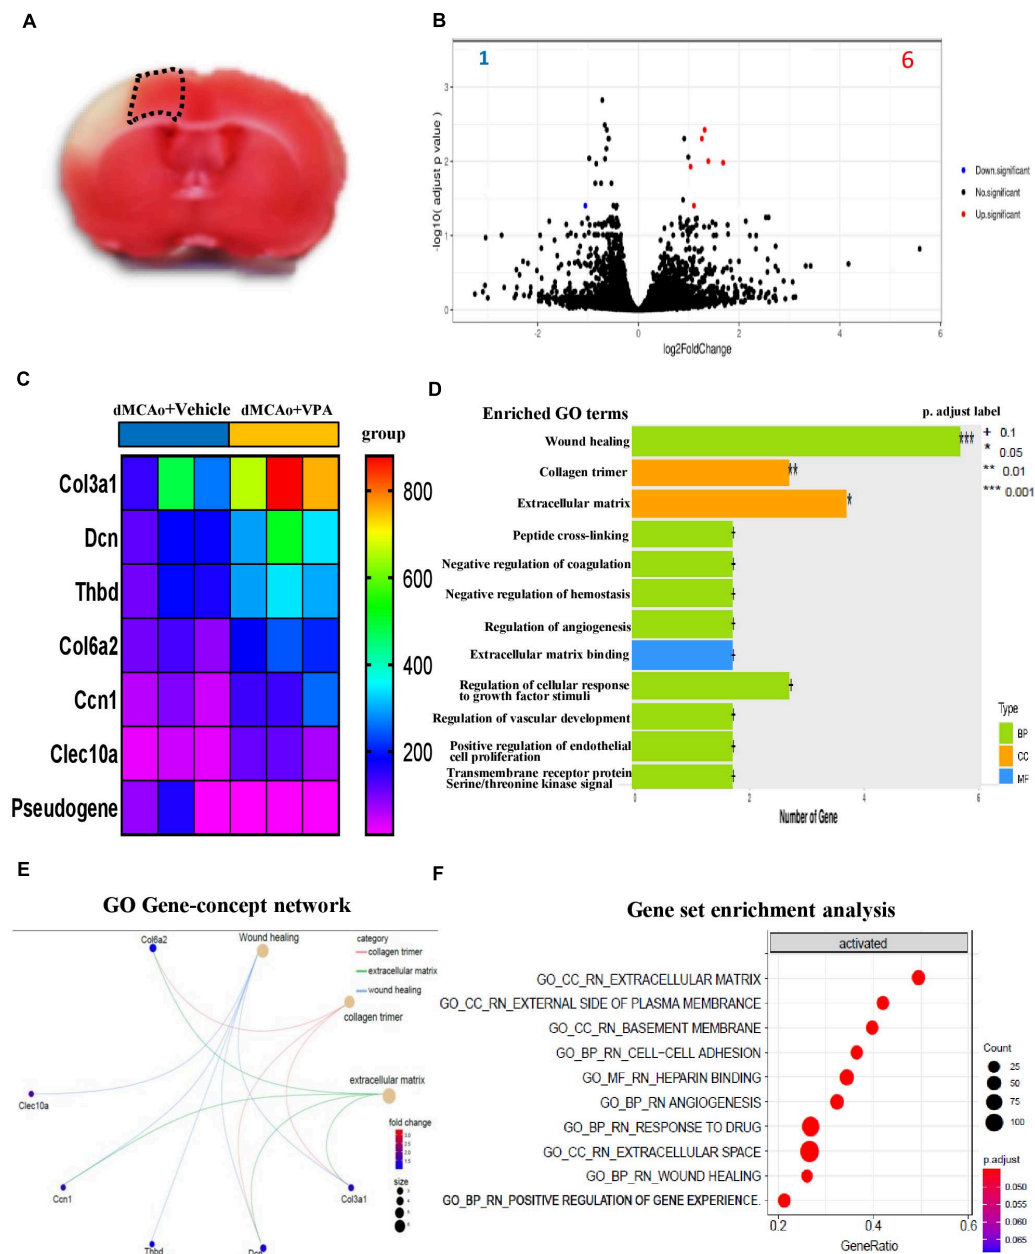 A
B
1
6
3
2
1
0
-log10( adjust p value )
-2
0
2
4
6
log2FoldChange
Down.significant
No.significant
Up.significant
C
dMCAo+Vehicle
dMCAo+VPA
group
Col3a1
Dcn
Thbd
Col6a2
Ccn1
Clec10a
Pseudogene
800
600
400
200
D
Enriched GO terms
p. adjust label
+ 0.1
* 0.05
** 0.01
*** 0.001
Wound healing
***
Collagen trimer
**
Extracellular matrix
*
Peptide cross-linking
+
Negative regulation of coagulation
+
Negative regulation of hemostasis
+
Regulation of angiogenesis
+
Extracellular matrix binding
+
Regulation of cellular response
to growth factor stimuli
+
Regulation of vascular development
+
Positive regulation of endothelial
cell proliferation
+
Transmembrane receptor protein
Serine/threonine kinase signal
+
Type
BP
CC
MF
0
2
4
6
Number of Gene
E
GO Gene-concept network
Col6a2
Wound healing
category
collagen trimer
extracellular matrix
wound healing
collagen trimer
extracellular matrix
Clec10a
Ccn1
Thbd
Dcn
Col3a1
fold change
3.0
2.5
2.0
1.5
size
F
Gene set enrichment analysis
activated
GO_CC_RN_EXTRACELLULAR MATRIX
GO_CC_RN_EXTERNAL SIDE OF PLASMA MEMBRANCE
GO_CC_RN_BASEMENT MEMBRANE
GO_BP_RN_CELL-CELL ADHESION
GO_MF_RN_HEPARIN BINDING
GO_BP_RN ANGIOGENESIS
GO_BP_RN_RESPONSE TO DRUG
GO_CC_RN_EXTRACELLULAR SPACE
GO_BP_RN_WOUND HEALING
GO_BP_RN_POSITIVE REGULATION OF GENE EXPERIENCE.
0.2
0.4
0.6
GeneRatio
Count
25
50
75
100
p.adjust
0.050
0.055
0.060
0.065